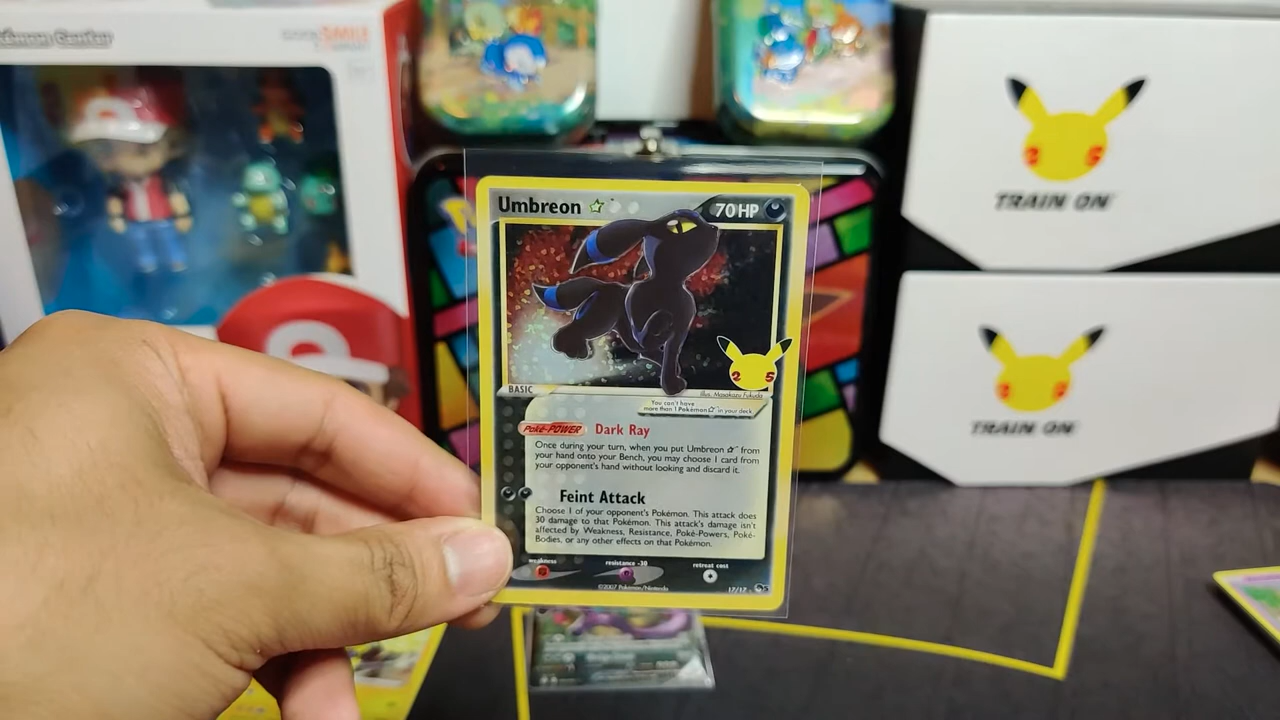 Pokémon Center
GOOD SMILE
TRAIN ON
TRAIN ON
Umbreon ☆
70 HP
25
BASIC
Illus. Masakazu Fukuda
You can't have
more than 1 Pokémon ☆ in your deck
Poké-POWER Dark Ray
Once during your turn, when you put Umbreon ☆ from
your hand onto your Bench, you may choose 1 card from
your opponent's hand without looking and discard it.
Feint Attack
Choose 1 of your opponent's Pokémon. This attack does
30 damage to that Pokémon. This attack's damage isn't
affected by Weakness, Resistance, Poké-Powers, Poké-
Bodies, or any other effects on that Pokémon.
weakness resistance -30 retreat cost
©2007 Pokémon/Nintendo 17/17